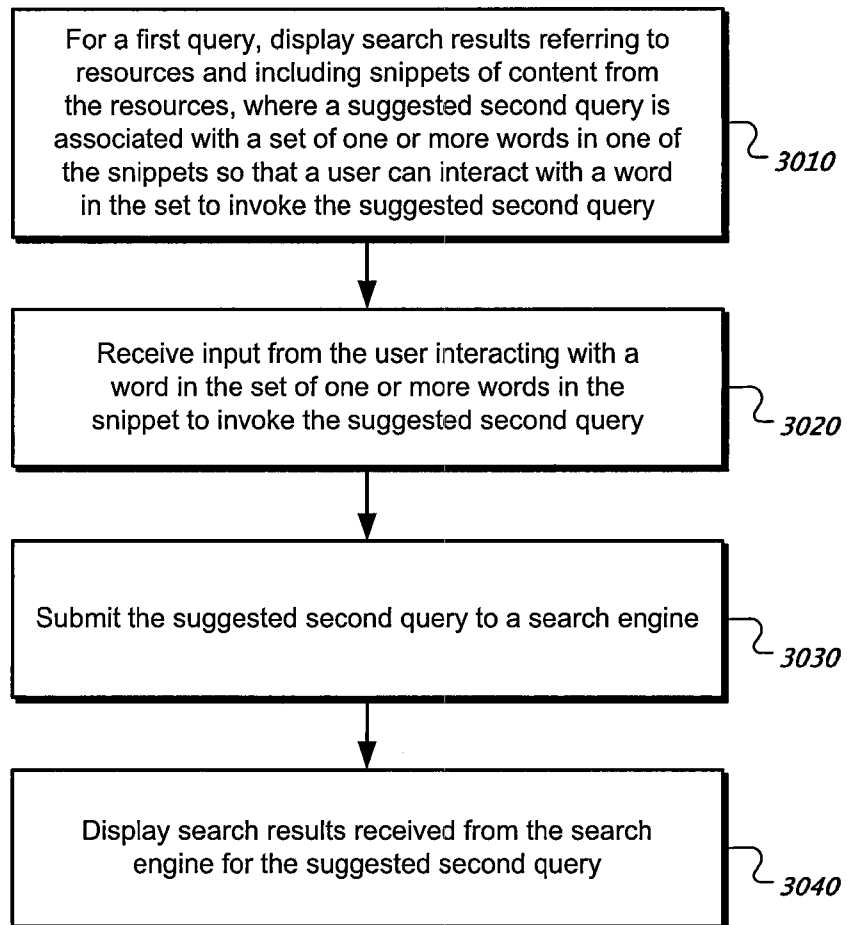 For a first query, display search results referring to
resources and including snippets of content from
the resources, where a suggested second query is
associated with a set of one or more words in one of
the snippets so that a user can interact with a word
in the set to invoke the suggested second query
3010
Receive input from the user interacting with a
word in the set of one or more words in the
snippet to invoke the suggested second query
3020
Submit the suggested second query to a search engine
3030
Display search results received from the search
engine for the suggested second query
3040